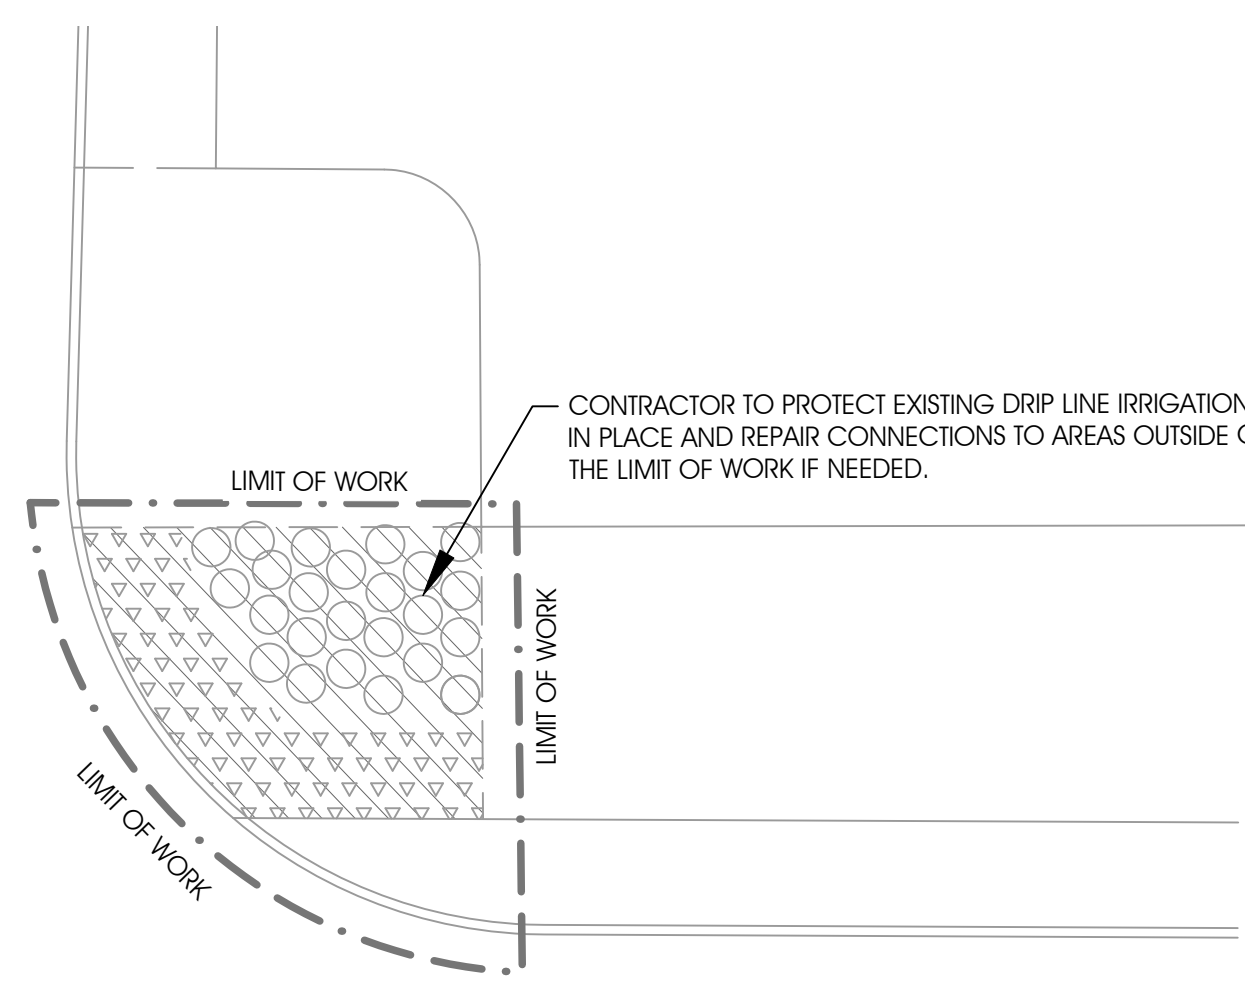 CONTRACTOR TO PROTECT EXISTING DRIP LINE IRRIGATION
IN PLACE AND REPAIR CONNECTIONS TO AREAS OUTSIDE
THE LIMIT OF WORK IF NEEDED.
LIMIT OF WORK
LIMIT OF WORK
LIMIT OF WORK